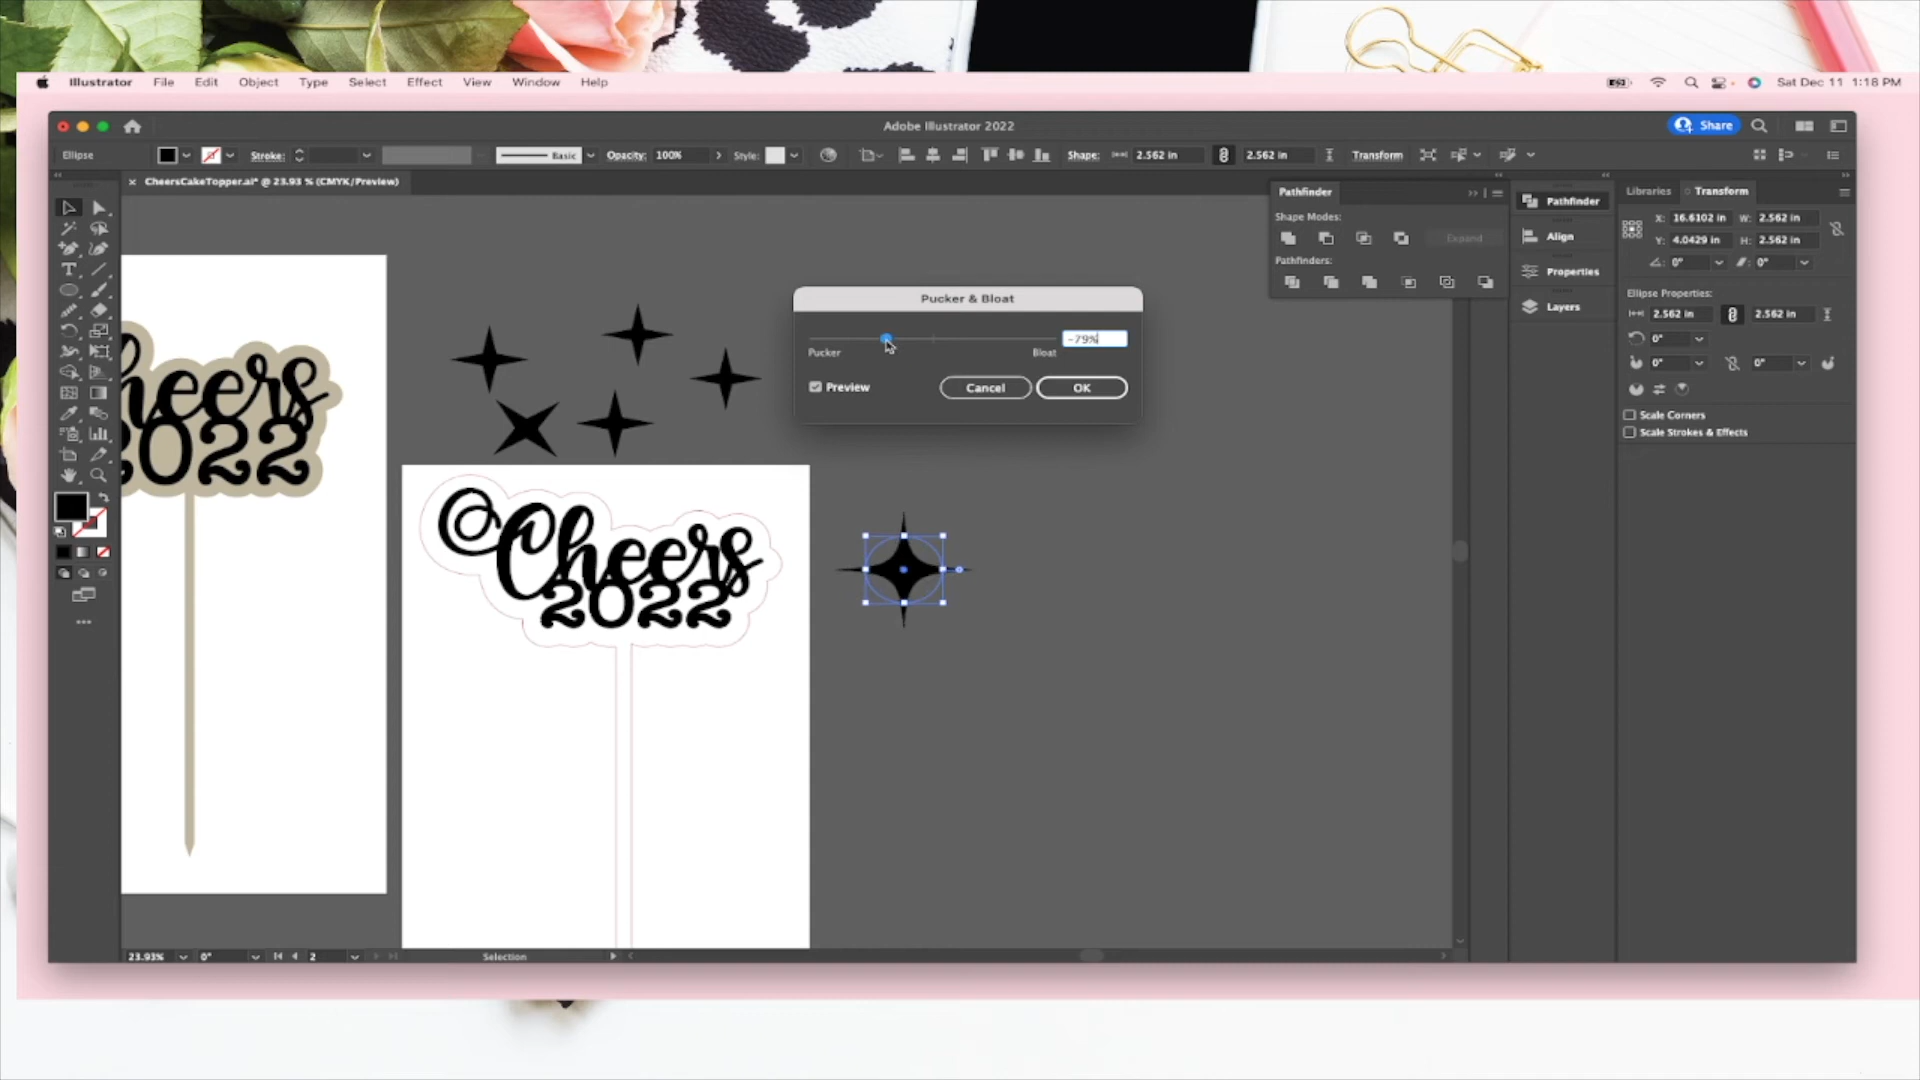 Illustrator File Edit Object Type Select Effect View Window Help
Sat Dec 11 1:18 PM
Adobe Illustrator 2022
Share
Ellipse
Stroke:
Basic
Opacity: 100%
Style:
Shape: 2.562 in 2.562 in
Transform
× CheersCakeTopper.ai* @ 23.93 % (CMYK/Preview)
Pathfinder
Shape Modes:
Expand
Pathfinders:
Pathfinder
Align
Properties
Layers
Libraries Transform
X: 16.6102 in W: 2.562 in
Y: 4.0429 in H: 2.562 in
0° 0°
Ellipse Properties:
2.562 in 2.562 in
0°
0° 0°
Scale Corners
Scale Strokes & Effects
Pucker & Bloat
-79%
Pucker Bloat
Preview Cancel OK
heers
2022
Cheers
2022
23.93% 0° 2 Selection